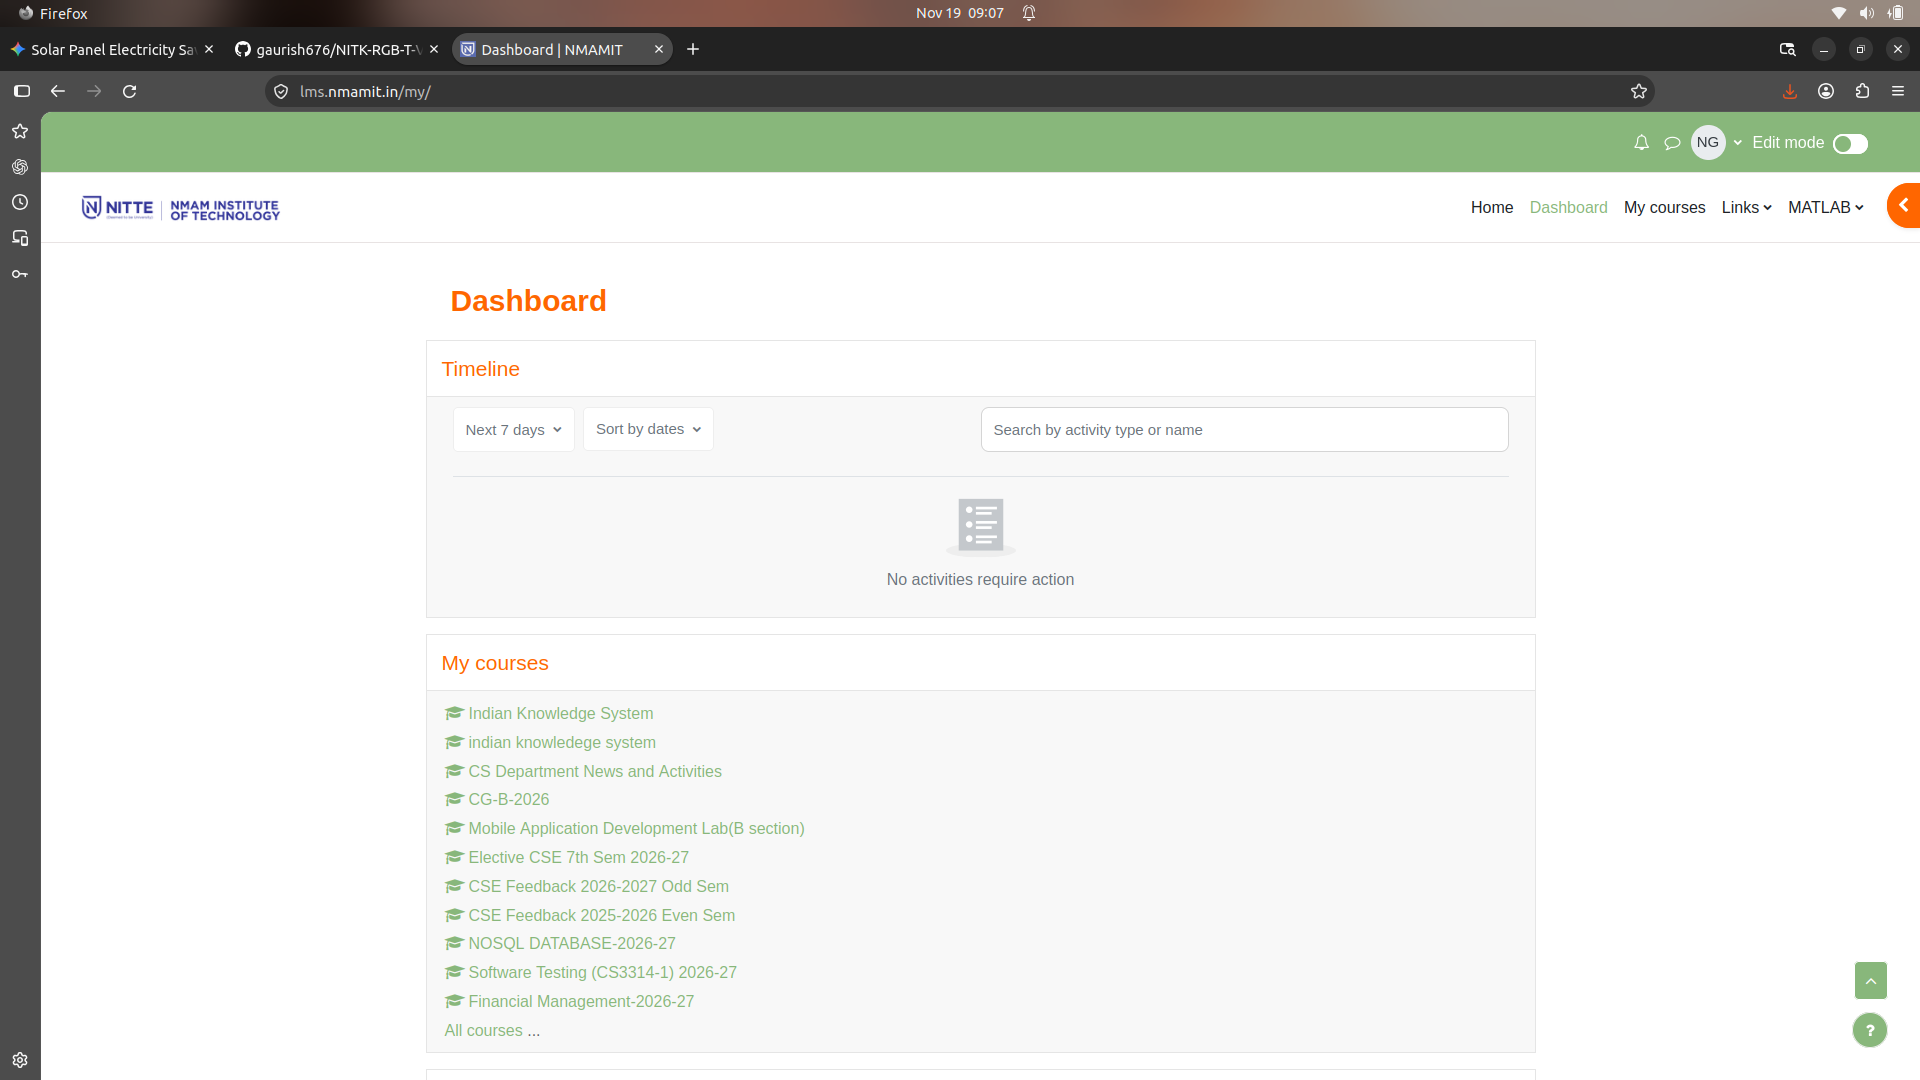 Firefox
Nov 19 09:07
Solar Panel Electricity Sa
gaurish676/NITK-RGB-T-V
Dashboard | NMAMIT
lms.nmamit.in/my/
NG
Edit mode
NITTE
NMAM INSTITUTE
OF TECHNOLOGY
Home
Dashboard
My courses
Links
MATLAB
Dashboard
Timeline
Next 7 days
Sort by dates
Search by activity type or name
No activities require action
My courses
Indian Knowledge System
indian knowledege system
CS Department News and Activities
CG-B-2026
Mobile Application Development Lab(B section)
Elective CSE 7th Sem 2026-27
CSE Feedback 2026-2027 Odd Sem
CSE Feedback 2025-2026 Even Sem
NOSQL DATABASE-2026-27
Software Testing (CS3314-1) 2026-27
Financial Management-2026-27
All courses ...
?